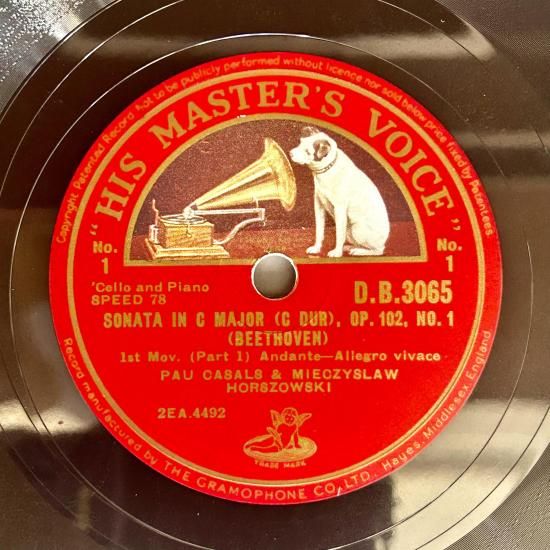 Copyright Patented Record Not to be publicly performed without licence nor sold below price fixed by Patentees
"HIS MASTER'S VOICE"
No. 1
No. 1
'Cello and Piano
SPEED 78
D.B.3065
SONATA IN C MAJOR (C DUR), OP. 102, NO. 1
(BEETHOVEN)
1st Mov. (Part 1) Andante—Allegro vivace
PAU CASALS & MIECZYSLAW
HORSZOWSKI
2EA.4492
TRADE MARK
Record manufactured by THE GRAMOPHONE CO., LTD., Hayes, Middlesex, England.